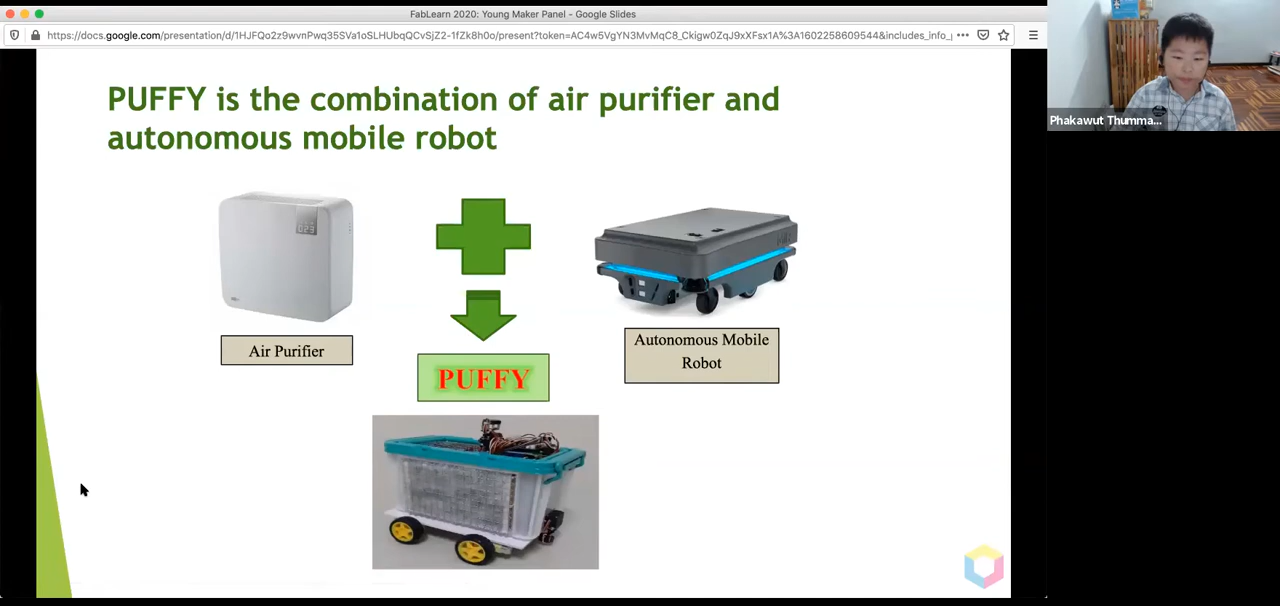 FabLearn 2020: Young Maker Panel - Google Slides
https://docs.google.com/presentation/d/1HJFQo2z9wvnPwq35SVa1oSLHUbqQCvSjZ2-1fZk8h0o/present?token=AC4w5VgYN3MvMqC8_Ckigw0ZqJ9xXFsx1A%3A1602258609544&includes_info_
PUFFY is the combination of air purifier and
autonomous mobile robot
023
Air Purifier
Autonomous Mobile
Robot
PUFFY
Phakawut Thumma...